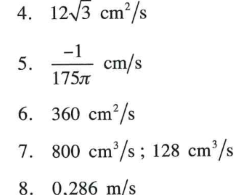 4. 12√3 cm²/s
5. -1/175π cm/s
6. 360 cm²/s
7. 800 cm³/s ; 128 cm³/s
8. 0.286 m/s